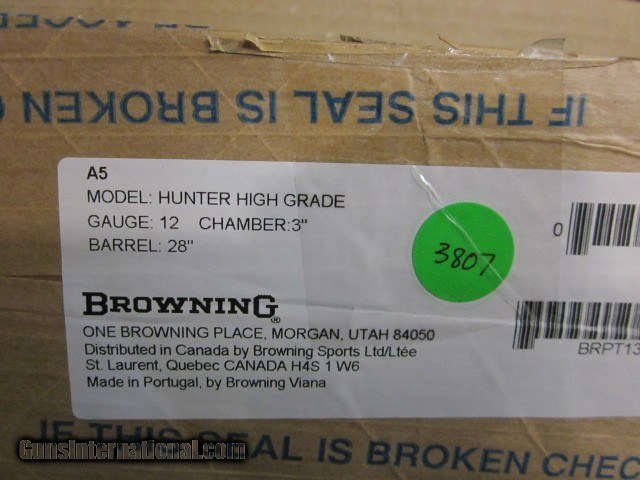 IF THIS SEAL IS BROKEN
A5
MODEL: HUNTER HIGH GRADE
GAUGE: 12 CHAMBER:3"
BARREL: 28"
3807
0
BROWNING®
BRPT13
ONE BROWNING PLACE, MORGAN, UTAH 84050
Distributed in Canada by Browning Sports Ltd/Ltée
St. Laurent, Quebec CANADA H4S 1 W6
Made in Portugal, by Browning Viana
IF THIS SEAL IS BROKEN CHEC
GunsInternational.com